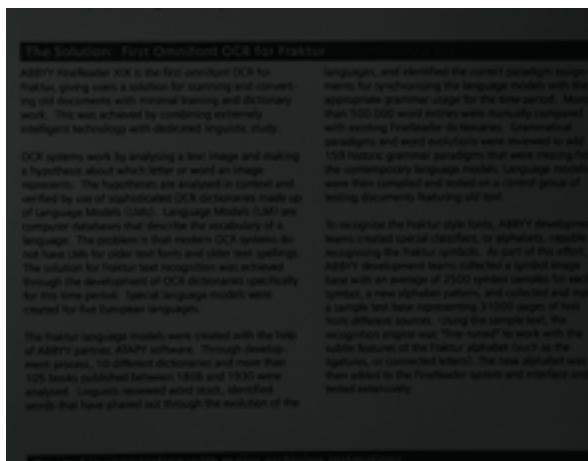 The Solution: First Omnifont OCR for Fraktur
ABBYY FineReader XIX is the first omnifont OCR for
Fraktur, giving users a solution for scanning and convert-
ing old documents with minimal training and dictionary
work. This was achieved by combining extremely
intelligent technology with dedicated linguistic study.
OCR systems work by analysing a text image and making
a hypothesis about which letter or word an image
represents. The hypotheses are analysed in context and
verified by use of sophisticated OCR dictionaries made up
of Language Models (LMs). Language Models (LM) are
computer databases that describe the vocabulary of a
language. The problem is that modern OCR systems do
not have LMs for older text fonts and older text spellings.
The solution for Fraktur text recognition was achieved
through the development of OCR dictionaries specifically
for this time period. Special language models were
created for five European languages.
The Fraktur language models were created with the help
of ABBYY partner, ATAPY software. Through develop-
ment process, 10 different dictionaries and more than
105 books published between 1808 and 1930 were
analysed. Linguists reviewed word stock, identified
words that have phased out through the evolution of the
languages, and identified the correct paradigm assign-
ments for synchronising the language models with the
appropriate grammar usage for the time period. More
than 500.000 word entries were manually compared
with existing FineReader dictionaries. Grammatical
paradigms and word evolutions were reviewed to add
159 historic grammar paradigms that were missing for
the contemporary language models. Language models
were then compiled and tested on a control group of
testing documents featuring old text.
To recognise the Fraktur style fonts, ABBYY development
teams created special classifiers, or alphabets, capable
recognising the Fraktur symbols. As part of this effort,
ABBYY development teams collected a symbol image
base with an average of 2500 symbol samples for each
symbol, a new alphabet pattern, and collected and
a sample text base representing 31000 pages of text
from different sources. Using the sample text, the
recognition engine was "fine tuned" to work with the
subtle features of the Fraktur alphabet (such as the
ligatures, or connected letters). The new alphabet was
then added to the FineReader system and interface and
tested extensively.